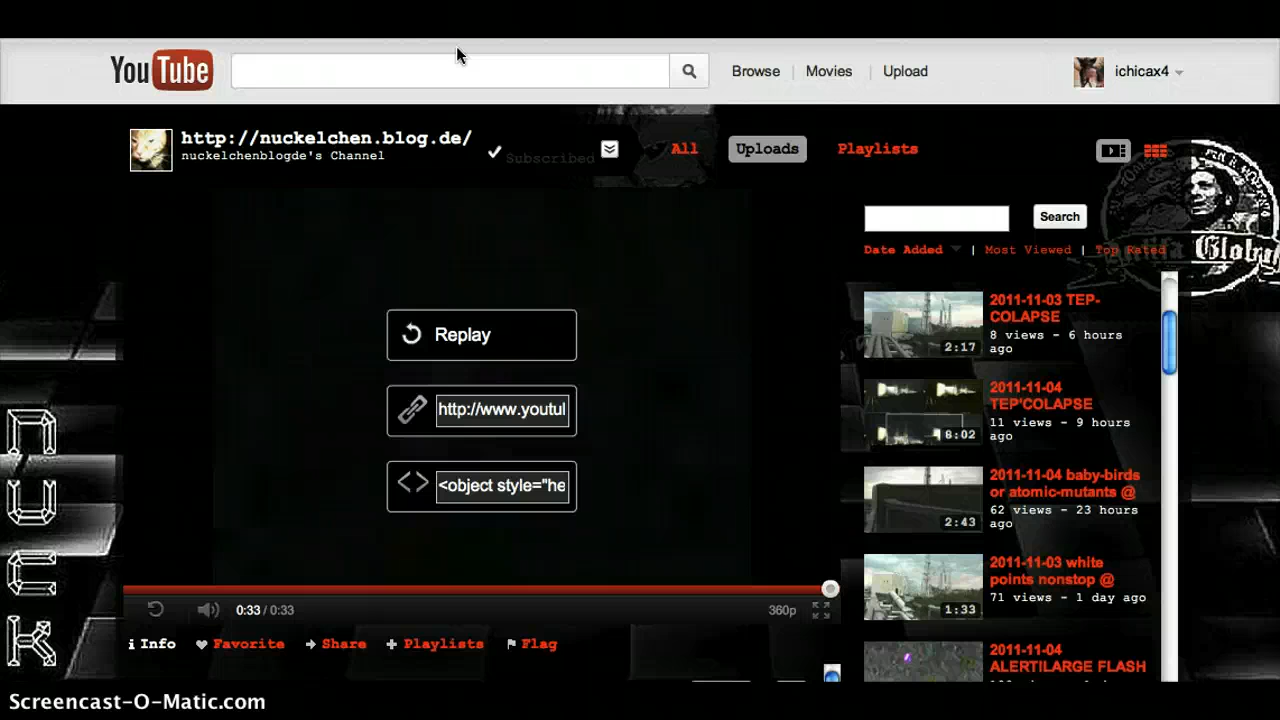 YouTube
Browse | Movies | Upload
ichicax4
http://nuckelchen.blog.de/
nuckelchenblogde's Channel
Subscribed
All
Uploads
Playlists
Search
Date Added | Most Viewed | Top Rated
Replay
http://www.youtul
<object style="he
2011-11-03 TEP-
COLAPSE
8 views - 6 hours
ago
2:17
2011-11-04
TEP'COLAPSE
11 views - 9 hours
ago
8:02
2011-11-04 baby-birds
or atomic-mutants @
62 views - 23 hours
ago
2:43
2011-11-03 white
points nonstop @
71 views - 1 day ago
1:33
2011-11-04
ALERT!LARGE FLASH
0:33 / 0:33
360p
Info
Favorite
Share
Playlists
Flag
NUCK
Screencast-O-Matic.com